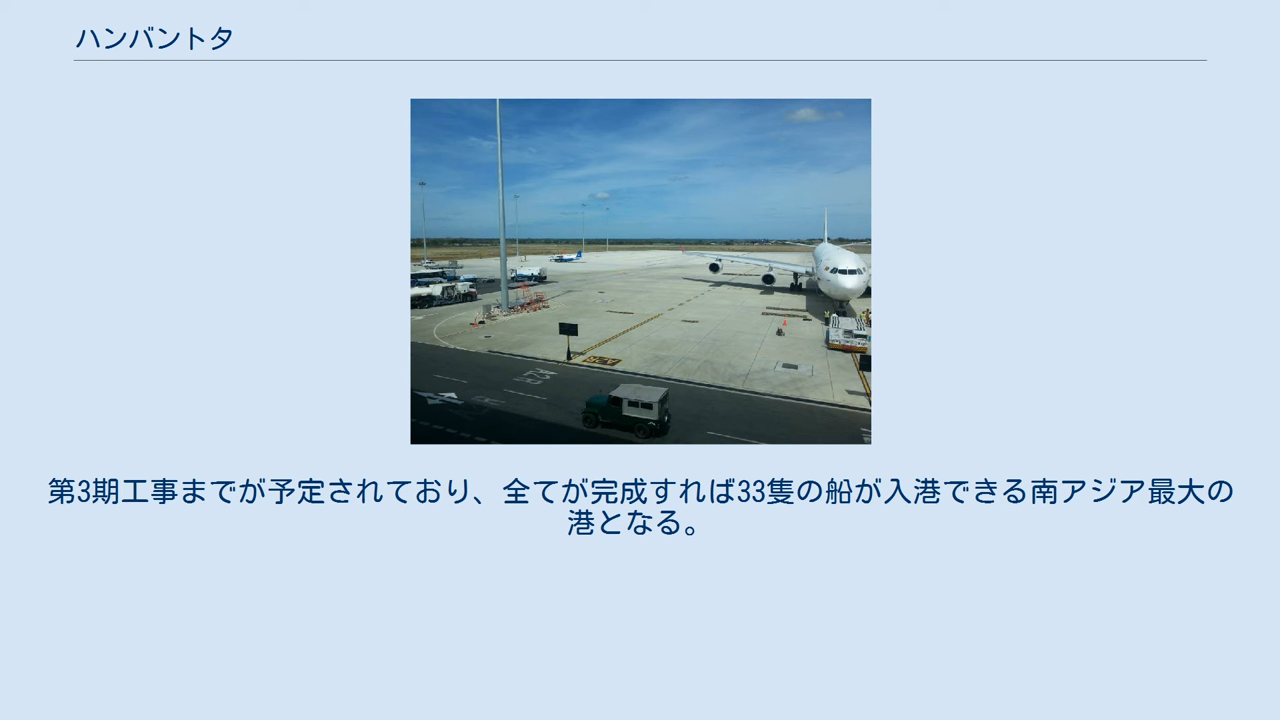 ハンバントタ
第3期工事までが予定されており、全てが完成すれば33隻の船が入港できる南アジア最大の
港となる。